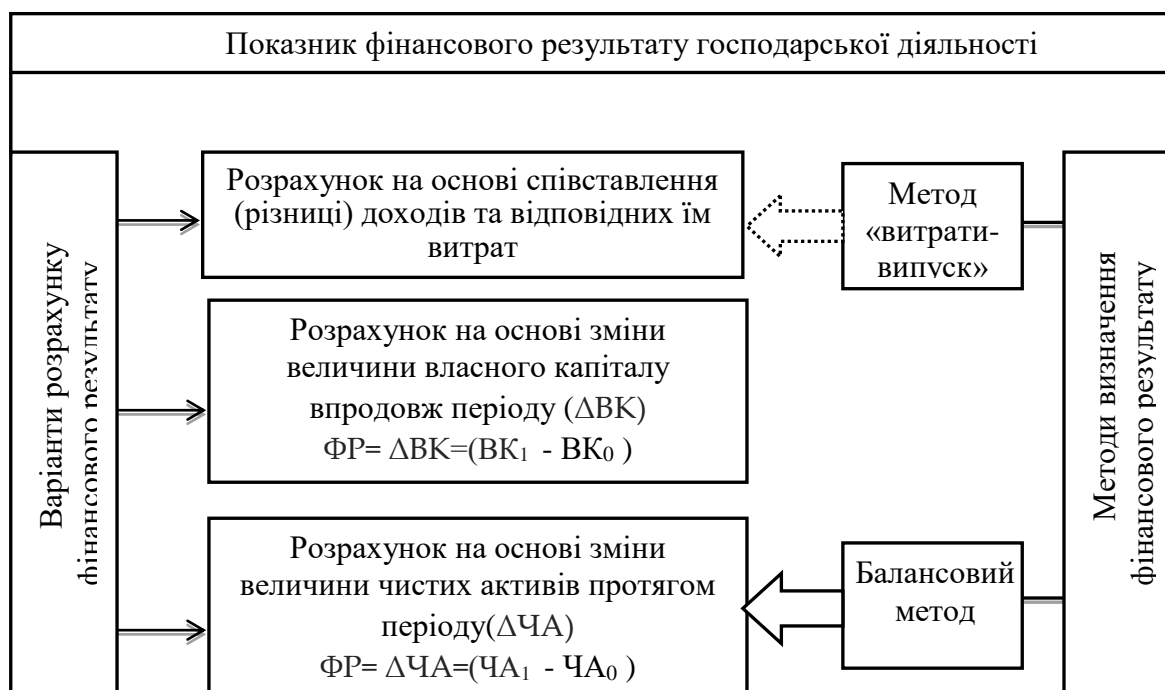 Показник фінансового результату господарської діяльності
Варіанти розрахунку
фінансового результату
Розрахунок на основі співставлення
(різниці) доходів та відповідних їм
витрат
Метод
«витрати-
випуск»
Розрахунок на основі зміни
величини власного капіталу
впродовж періоду (ΔВК)
ФР= ΔВК=(ВК₁ - ВК₀ )
Розрахунок на основі зміни
величини чистих активів протягом
періоду(ΔЧА)
ФР= ΔЧА=(ЧА₁ - ЧА₀ )
Балансовий
метод
Методи визначення
фінансового результату